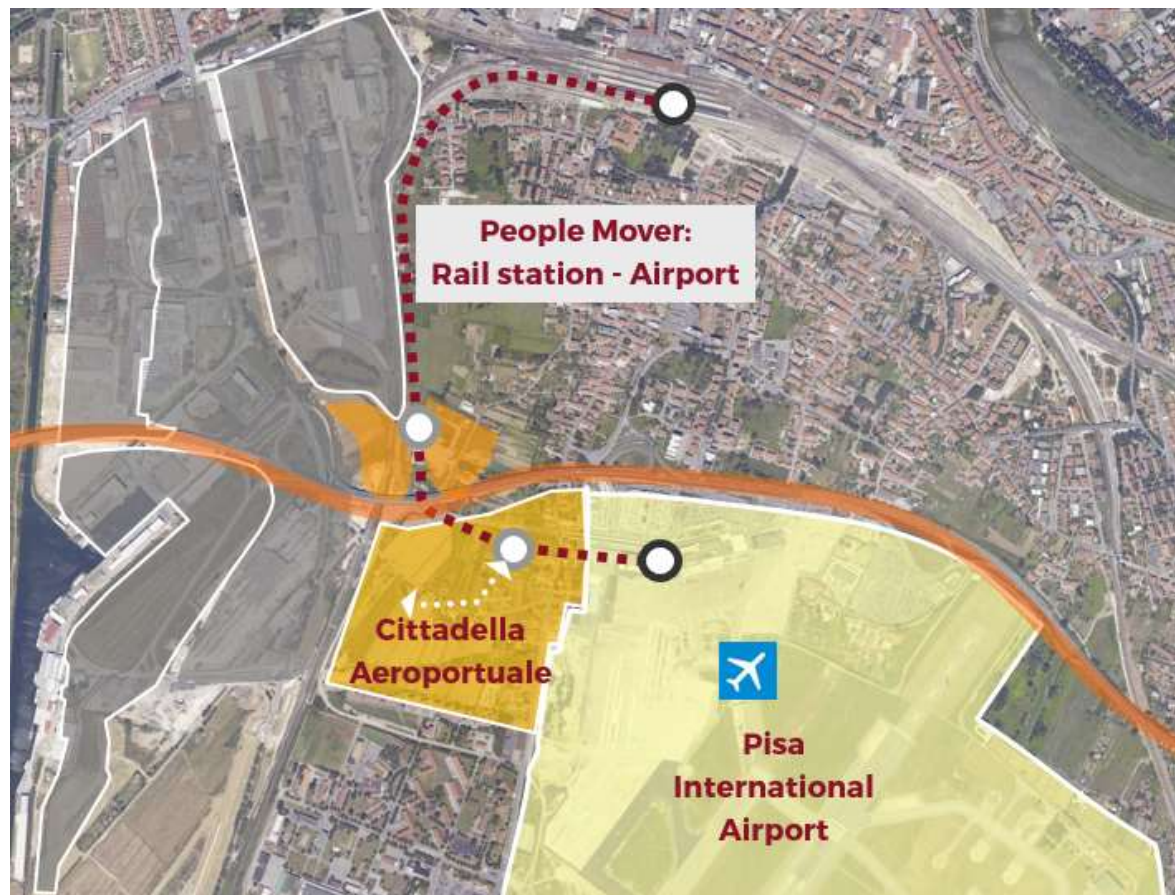 People Mover:
Rail station - Airport
Cittadella
Aeroportuale
Pisa
International
Airport